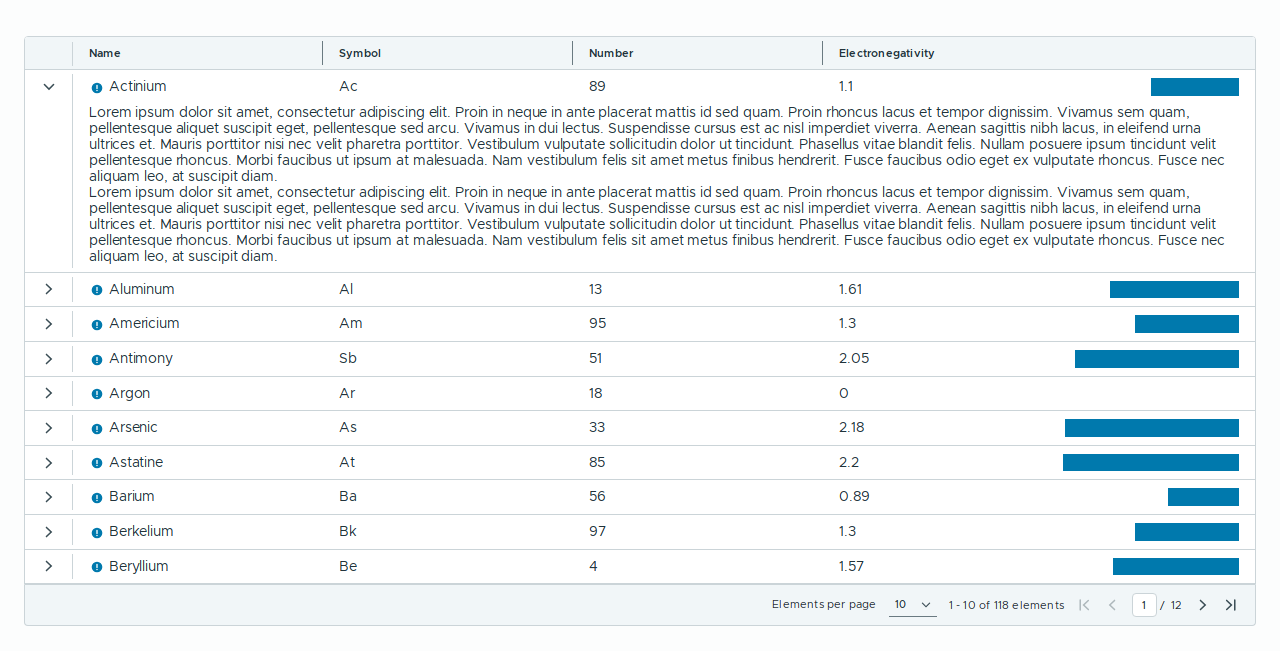 Name Symbol Number Electronegativity
Actinium Ac 89 1.1
Lorem ipsum dolor sit amet, consectetur adipiscing elit. Proin in neque in ante placerat mattis id sed quam. Proin rhoncus lacus et tempor dignissim. Vivamus sem quam,
pellentesque aliquet suscipit eget, pellentesque sed arcu. Vivamus in dui lectus. Suspendisse cursus est ac nisl imperdiet viverra. Aenean sagittis nibh lacus, in eleifend urna
ultrices et. Mauris porttitor nisi nec velit pharetra porttitor. Vestibulum vulputate sollicitudin dolor ut tincidunt. Phasellus vitae blandit felis. Nullam posuere ipsum tincidunt velit
pellentesque rhoncus. Morbi faucibus ut ipsum at malesuada. Nam vestibulum felis sit amet metus finibus hendrerit. Fusce faucibus odio eget ex vulputate rhoncus. Fusce nec
aliquam leo, at suscipit diam.
Lorem ipsum dolor sit amet, consectetur adipiscing elit. Proin in neque in ante placerat mattis id sed quam. Proin rhoncus lacus et tempor dignissim. Vivamus sem quam,
pellentesque aliquet suscipit eget, pellentesque sed arcu. Vivamus in dui lectus. Suspendisse cursus est ac nisl imperdiet viverra. Aenean sagittis nibh lacus, in eleifend urna
ultrices et. Mauris porttitor nisi nec velit pharetra porttitor. Vestibulum vulputate sollicitudin dolor ut tincidunt. Phasellus vitae blandit felis. Nullam posuere ipsum tincidunt velit
pellentesque rhoncus. Morbi faucibus ut ipsum at malesuada. Nam vestibulum felis sit amet metus finibus hendrerit. Fusce faucibus odio eget ex vulputate rhoncus. Fusce nec
aliquam leo, at suscipit diam.
Aluminum Al 13 1.61
Americium Am 95 1.3
Antimony Sb 51 2.05
Argon Ar 18 0
Arsenic As 33 2.18
Astatine At 85 2.2
Barium Ba 56 0.89
Berkelium Bk 97 1.3
Beryllium Be 4 1.57
Elements per page 10 1 - 10 of 118 elements 1 / 12